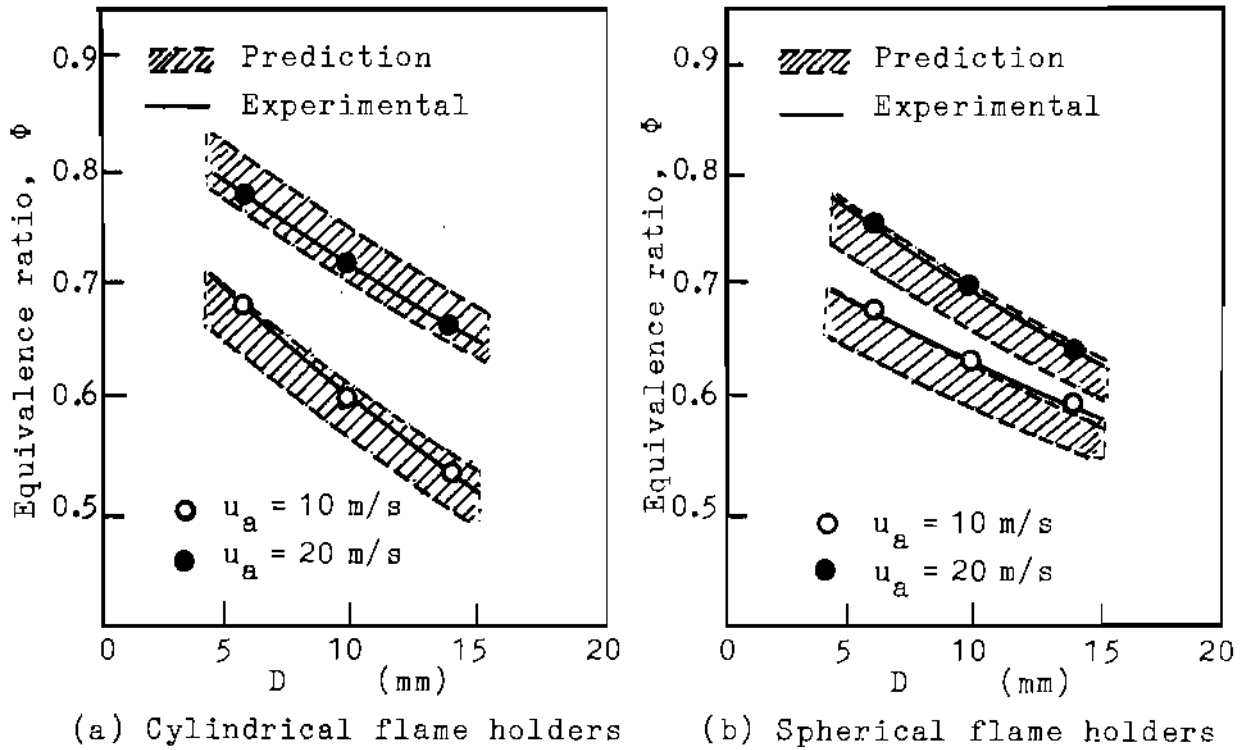 Equivalence ratio, Φ
0.9
0.8
0.7
0.6
0.5
Prediction
Experimental
u_a = 10 m/s
u_a = 20 m/s
0 5 10 15 20
D (mm)
(a) Cylindrical flame holders
Equivalence ratio, Φ
0.9
0.8
0.7
0.6
0.5
Prediction
Experimental
u_a = 10 m/s
u_a = 20 m/s
0 5 10 15 20
D (mm)
(b) Spherical flame holders